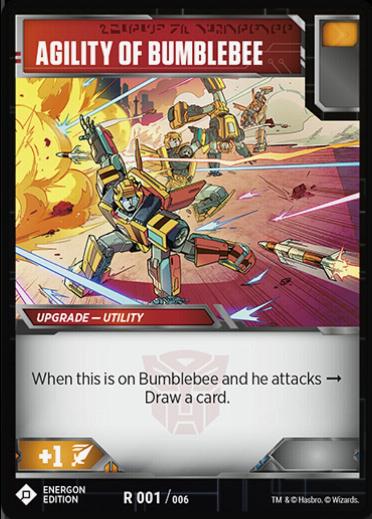 AGILITY OF BUMBLEBEE
UPGRADE — UTILITY
When this is on Bumblebee and he attacks →
Draw a card.
+1
ENERGON
EDITION
R 001 / 006
TM & © Hasbro. © Wizards.